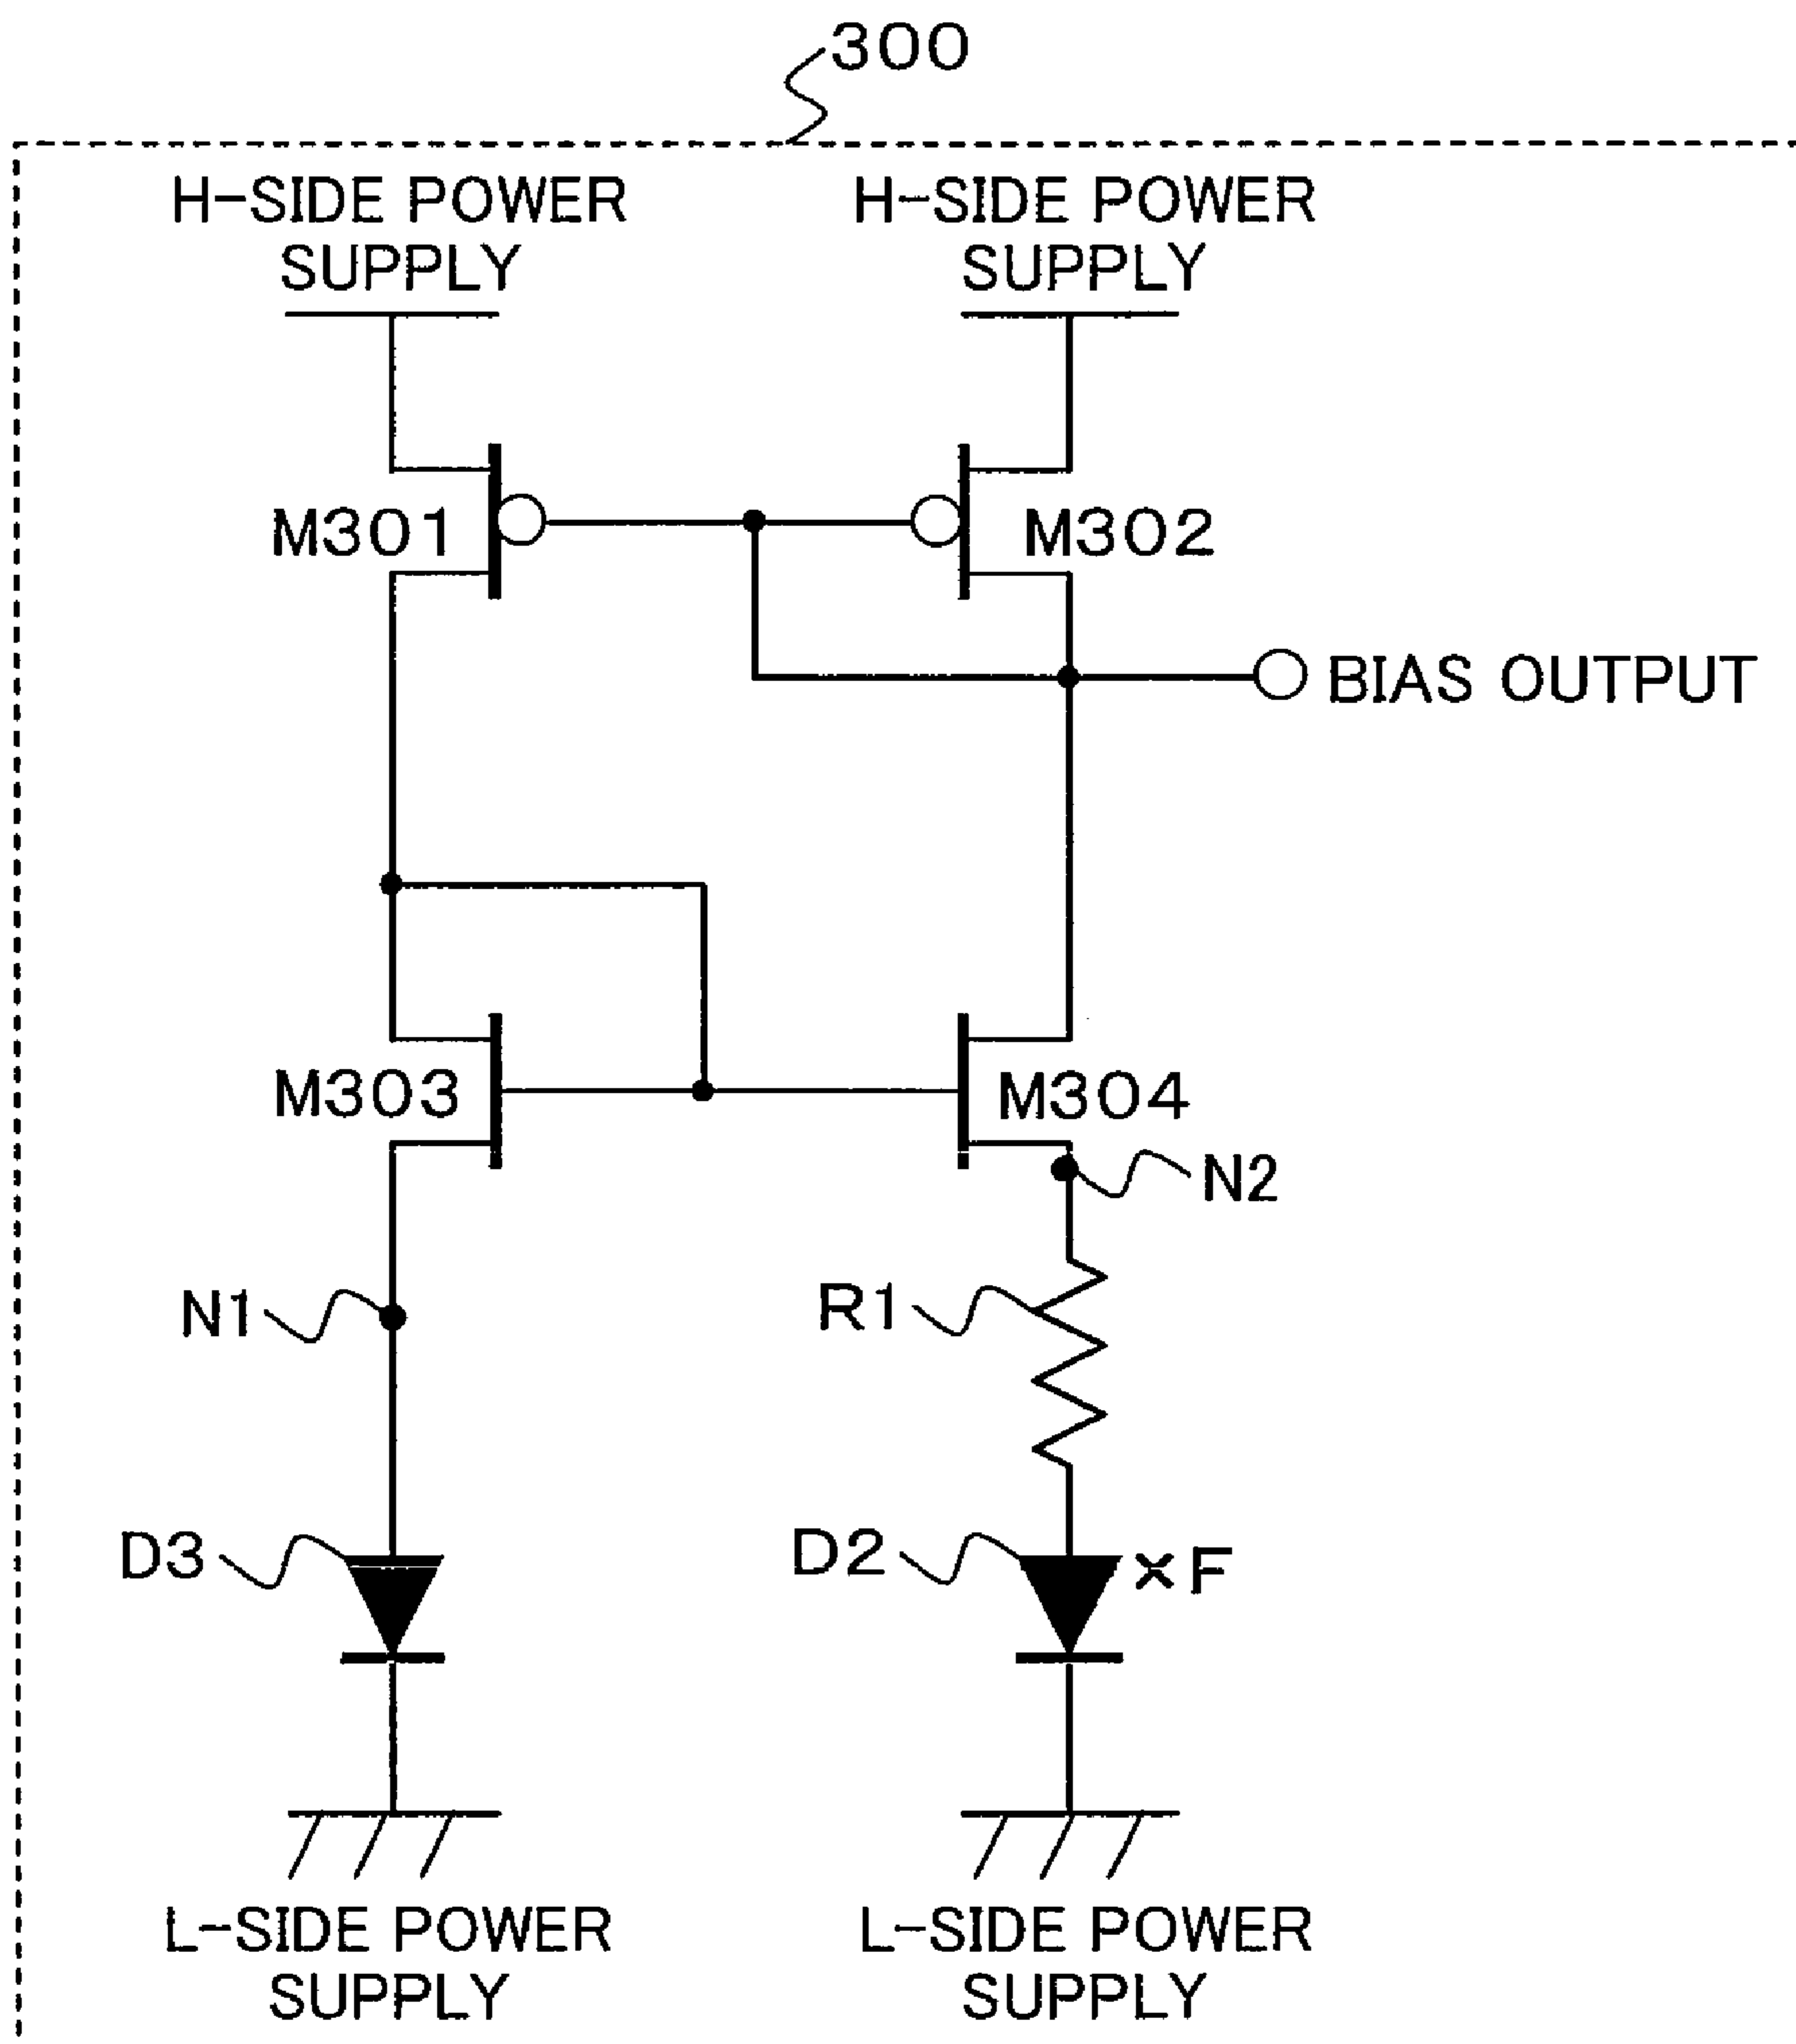 300
H-SIDE POWER
SUPPLY
H-SIDE POWER
SUPPLY
M301
M302
BIAS OUTPUT
M303
M304
N2
N1
R1
D3
D2
×F
L-SIDE POWER
SUPPLY
L-SIDE POWER
SUPPLY